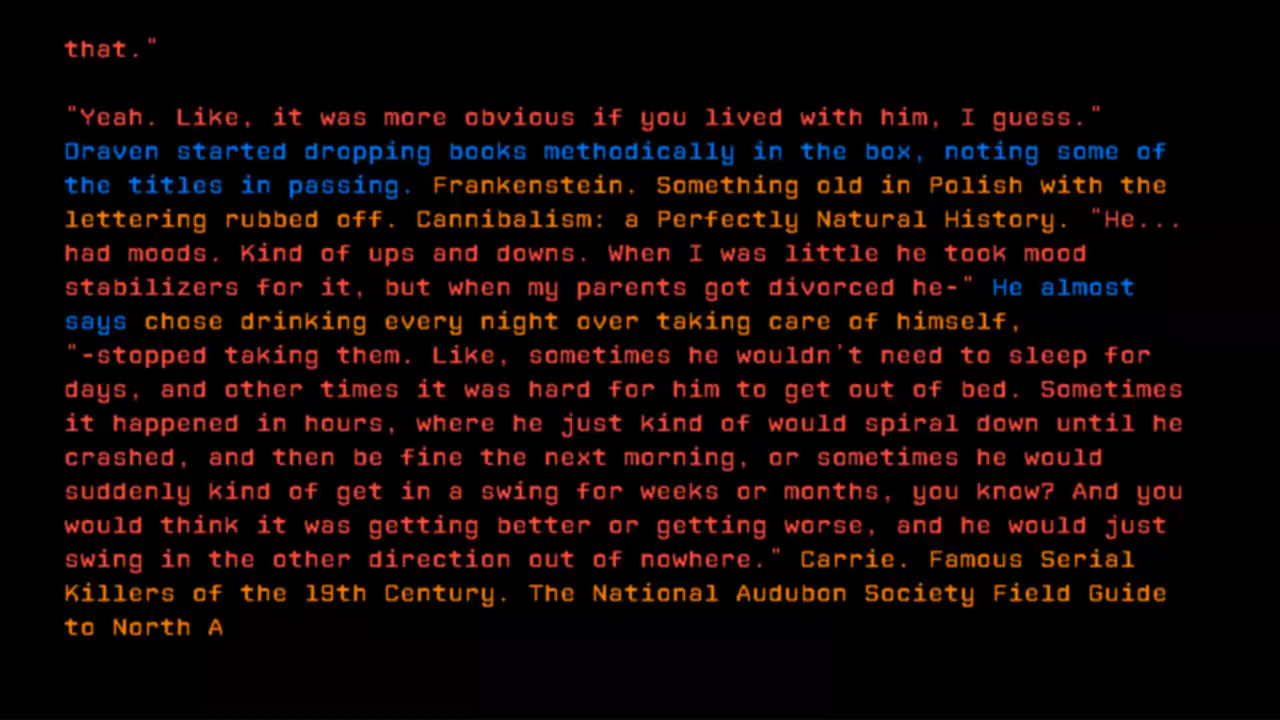 that."
"Yeah. Like, it was more obvious if you lived with him, I guess."
Draven started dropping books methodically in the box, noting some of
the titles in passing. Frankenstein. Something old in Polish with the
lettering rubbed off. Cannibalism: a Perfectly Natural History. "He...
had moods. Kind of ups and downs. When I was little he took mood
stabilizers for it, but when my parents got divorced he-" He almost
says chose drinking every night over taking care of himself,
"-stopped taking them. Like, sometimes he wouldn't need to sleep for
days, and other times it was hard for him to get out of bed. Sometimes
it happened in hours, where he just kind of would spiral down until he
crashed, and then be fine the next morning, or sometimes he would
suddenly kind of get in a swing for weeks or months, you know? And you
would think it was getting better or getting worse, and he would just
swing in the other direction out of nowhere." Carrie. Famous Serial
Killers of the 19th Century. The National Audubon Society Field Guide
to North A